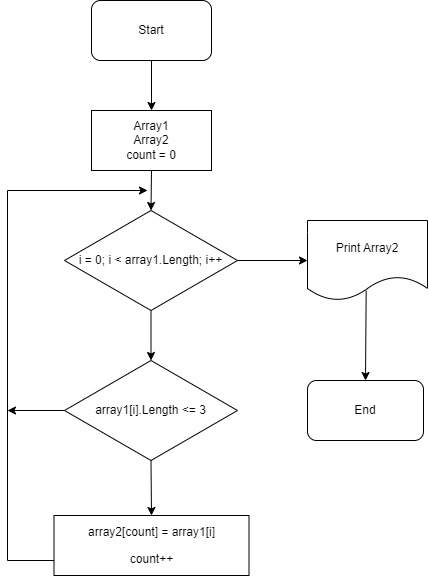 Start
Array1
Array2
count = 0
i = 0; i < array1.Length; i++
Print Array2
array1[i].Length <= 3
End
array2[count] = array1[i]
count++